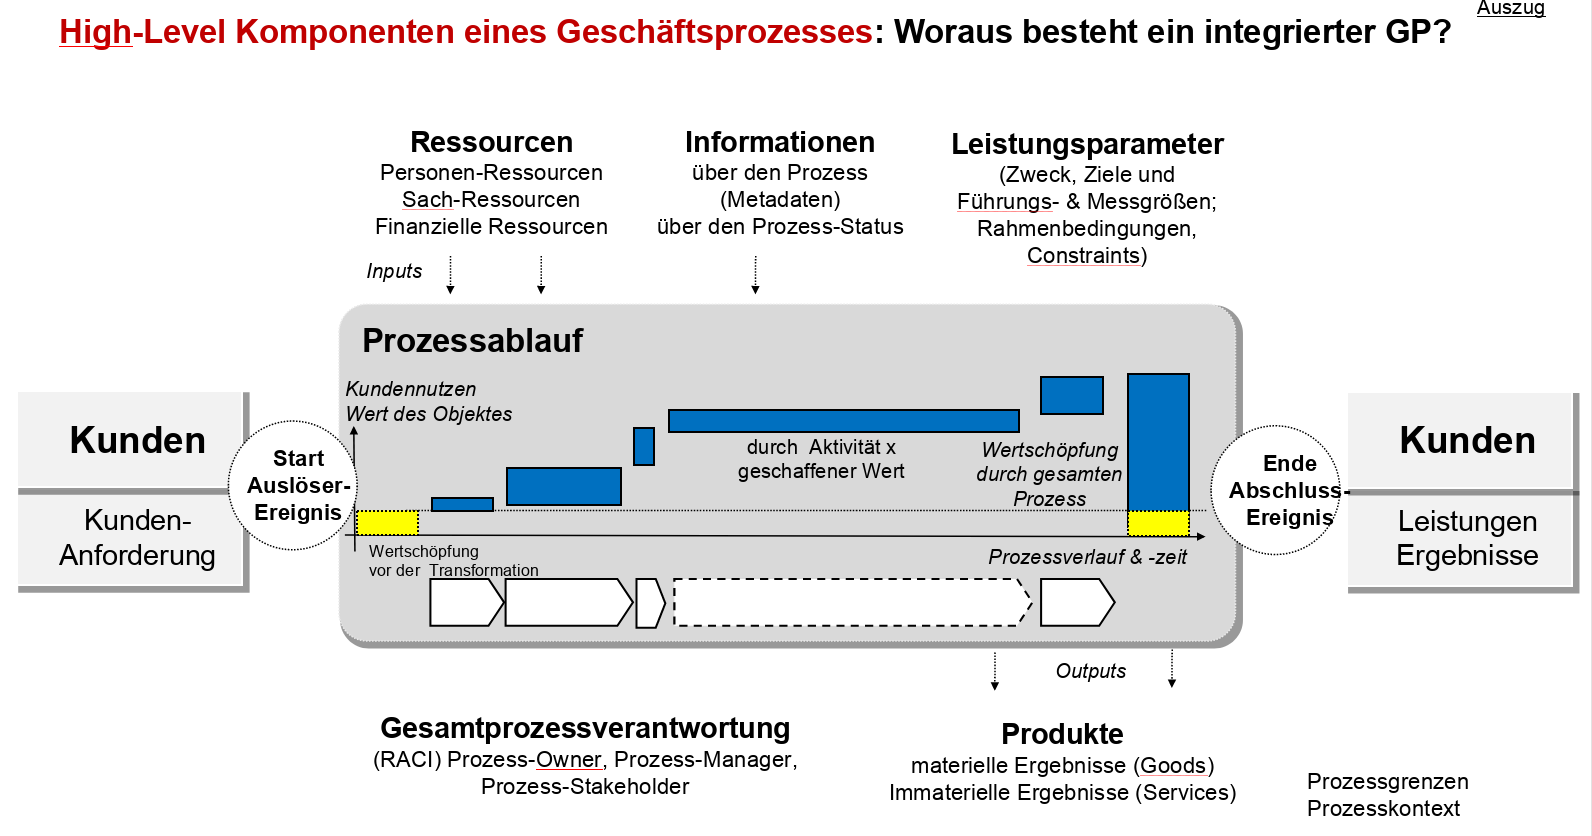 Auszug
High-Level Komponenten eines Geschäftsprozesses: Woraus besteht ein integrierter GP?
Ressourcen
Personen-Ressourcen
Sach-Ressourcen
Finanzielle Ressourcen
Informationen
über den Prozess
(Metadaten)
über den Prozess-Status
Leistungsparameter
(Zweck, Ziele und
Führungs- & Messgrößen;
Rahmenbedingungen,
Constraints)
Inputs
Prozessablauf
Kundennutzen
Wert des Objektes
Kunden
Kunden-
Anforderung
Start
Auslöser-
Ereignis
durch Aktivität x
geschaffener Wert
Wertschöpfung
durch gesamten
Prozess
Wertschöpfung
vor der Transformation
Prozessverlauf & -zeit
Ende
Abschluss-
Ereignis
Kunden
Leistungen
Ergebnisse
Outputs
Gesamtprozessverantwortung
(RACI) Prozess-Owner, Prozess-Manager,
Prozess-Stakeholder
Produkte
materielle Ergebnisse (Goods)
Immaterielle Ergebnisse (Services)
Prozessgrenzen
Prozesskontext